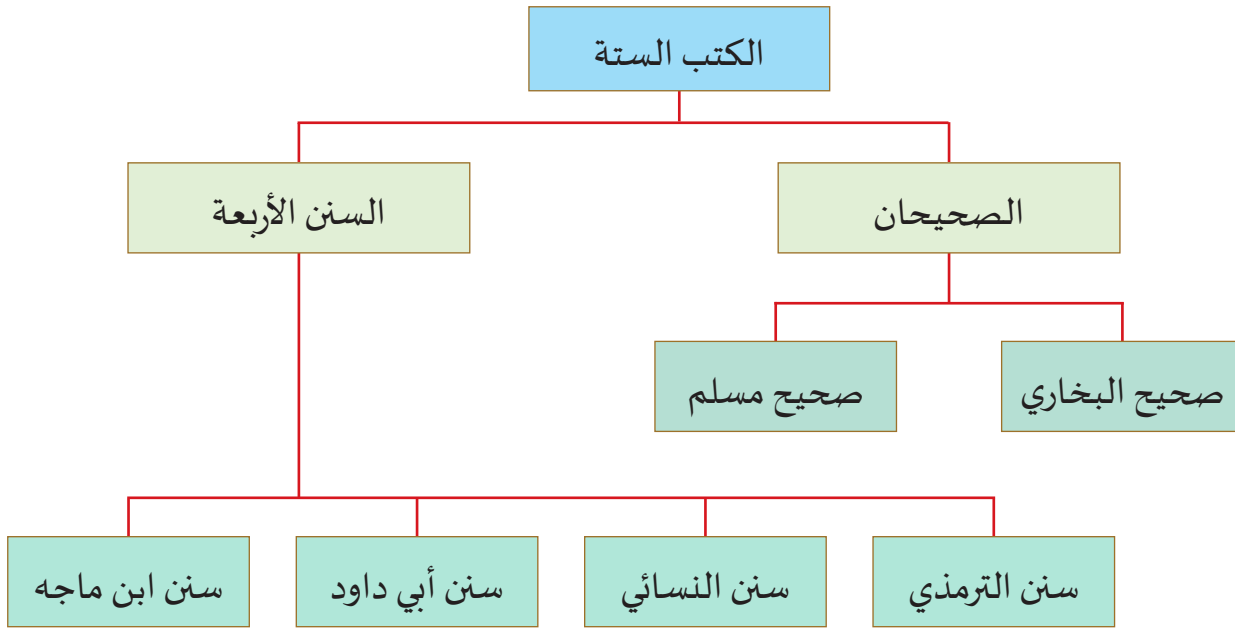 الكتب الستة
الصحيحان
السنن الأربعة
صحيح البخاري
صحيح مسلم
سنن الترمذي
سنن النسائي
سنن أبي داود
سنن ابن ماجه